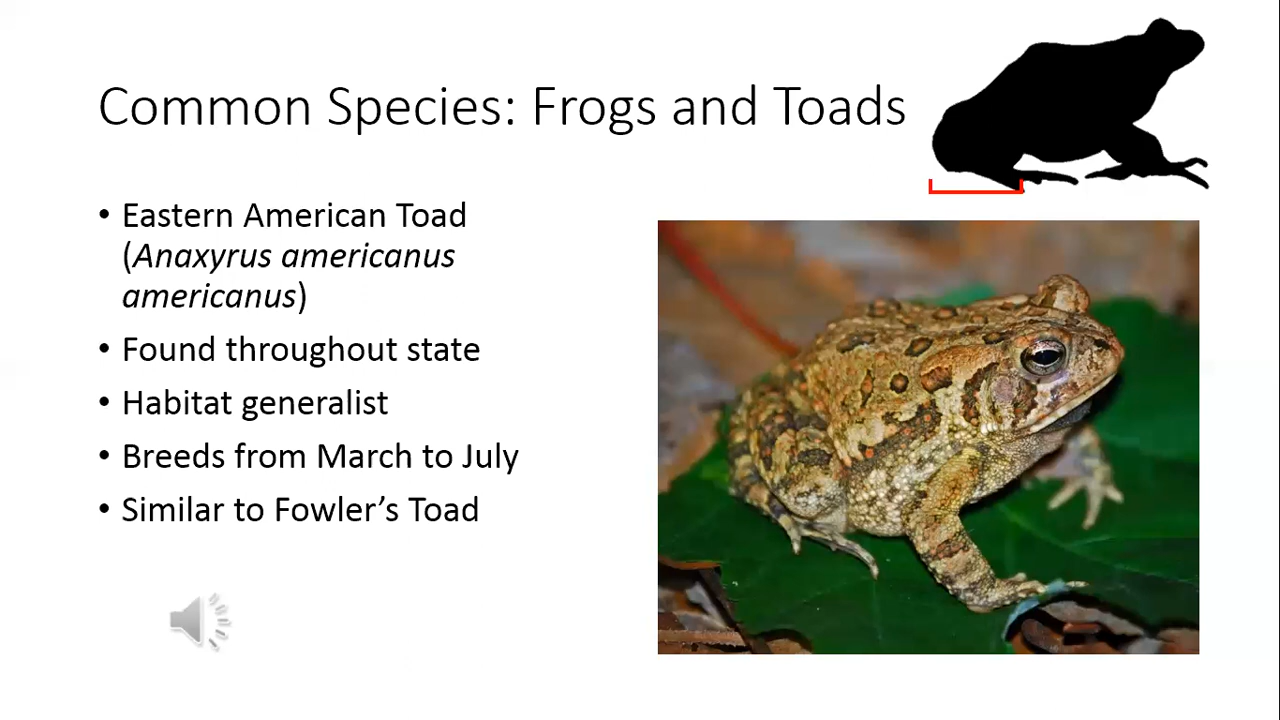 Common Species: Frogs and Toads
• Eastern American Toad
(Anaxyrus americanus
americanus)
• Found throughout state
• Habitat generalist
• Breeds from March to July
• Similar to Fowler’s Toad